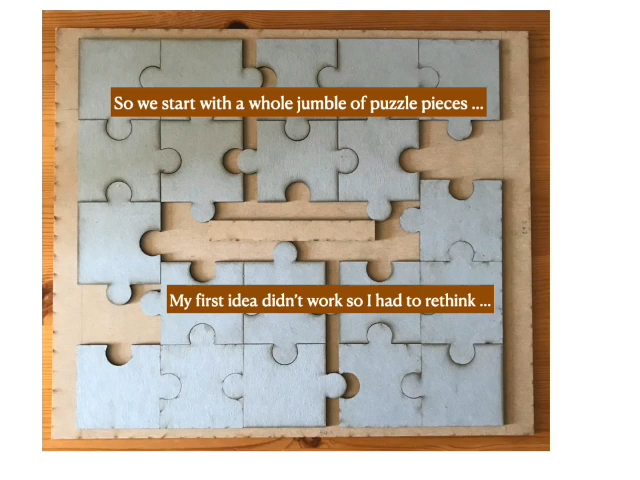 So we start with a whole jumble of puzzle pieces ...
My first idea didn't work so I had to rethink ...